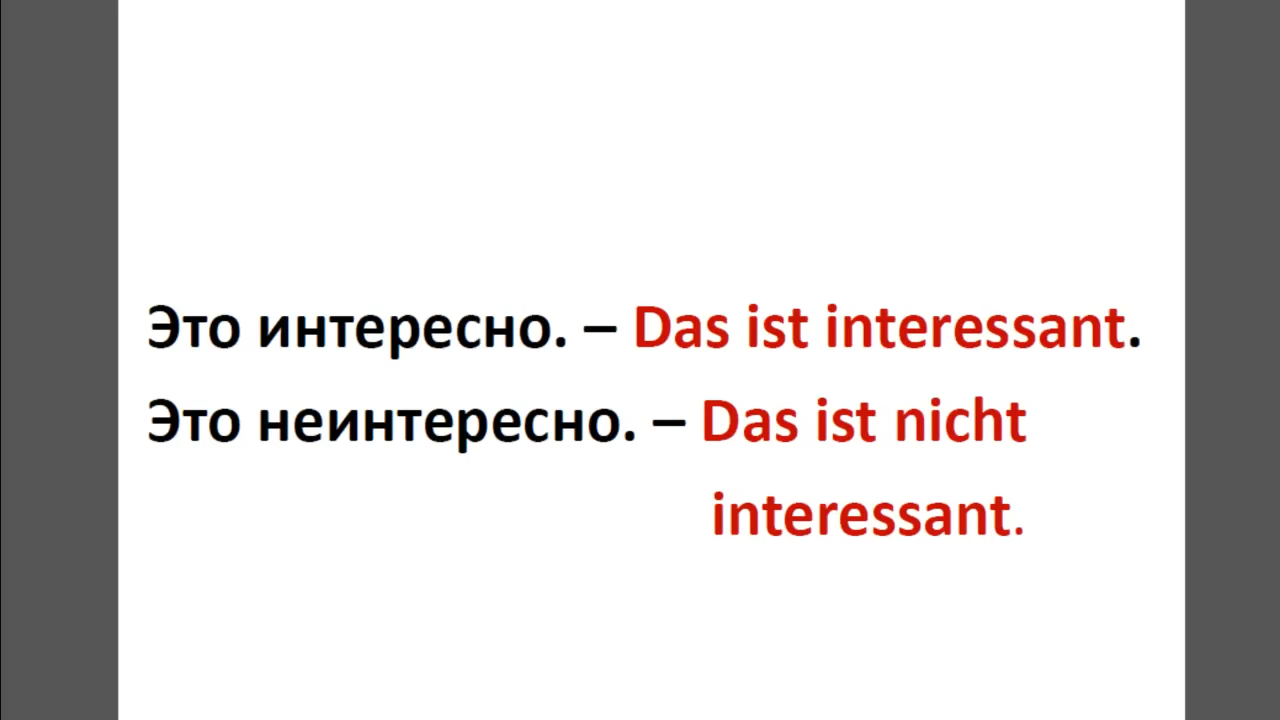 Это интересно. – Das ist interessant.
Это неинтересно. – Das ist nicht
interessant.